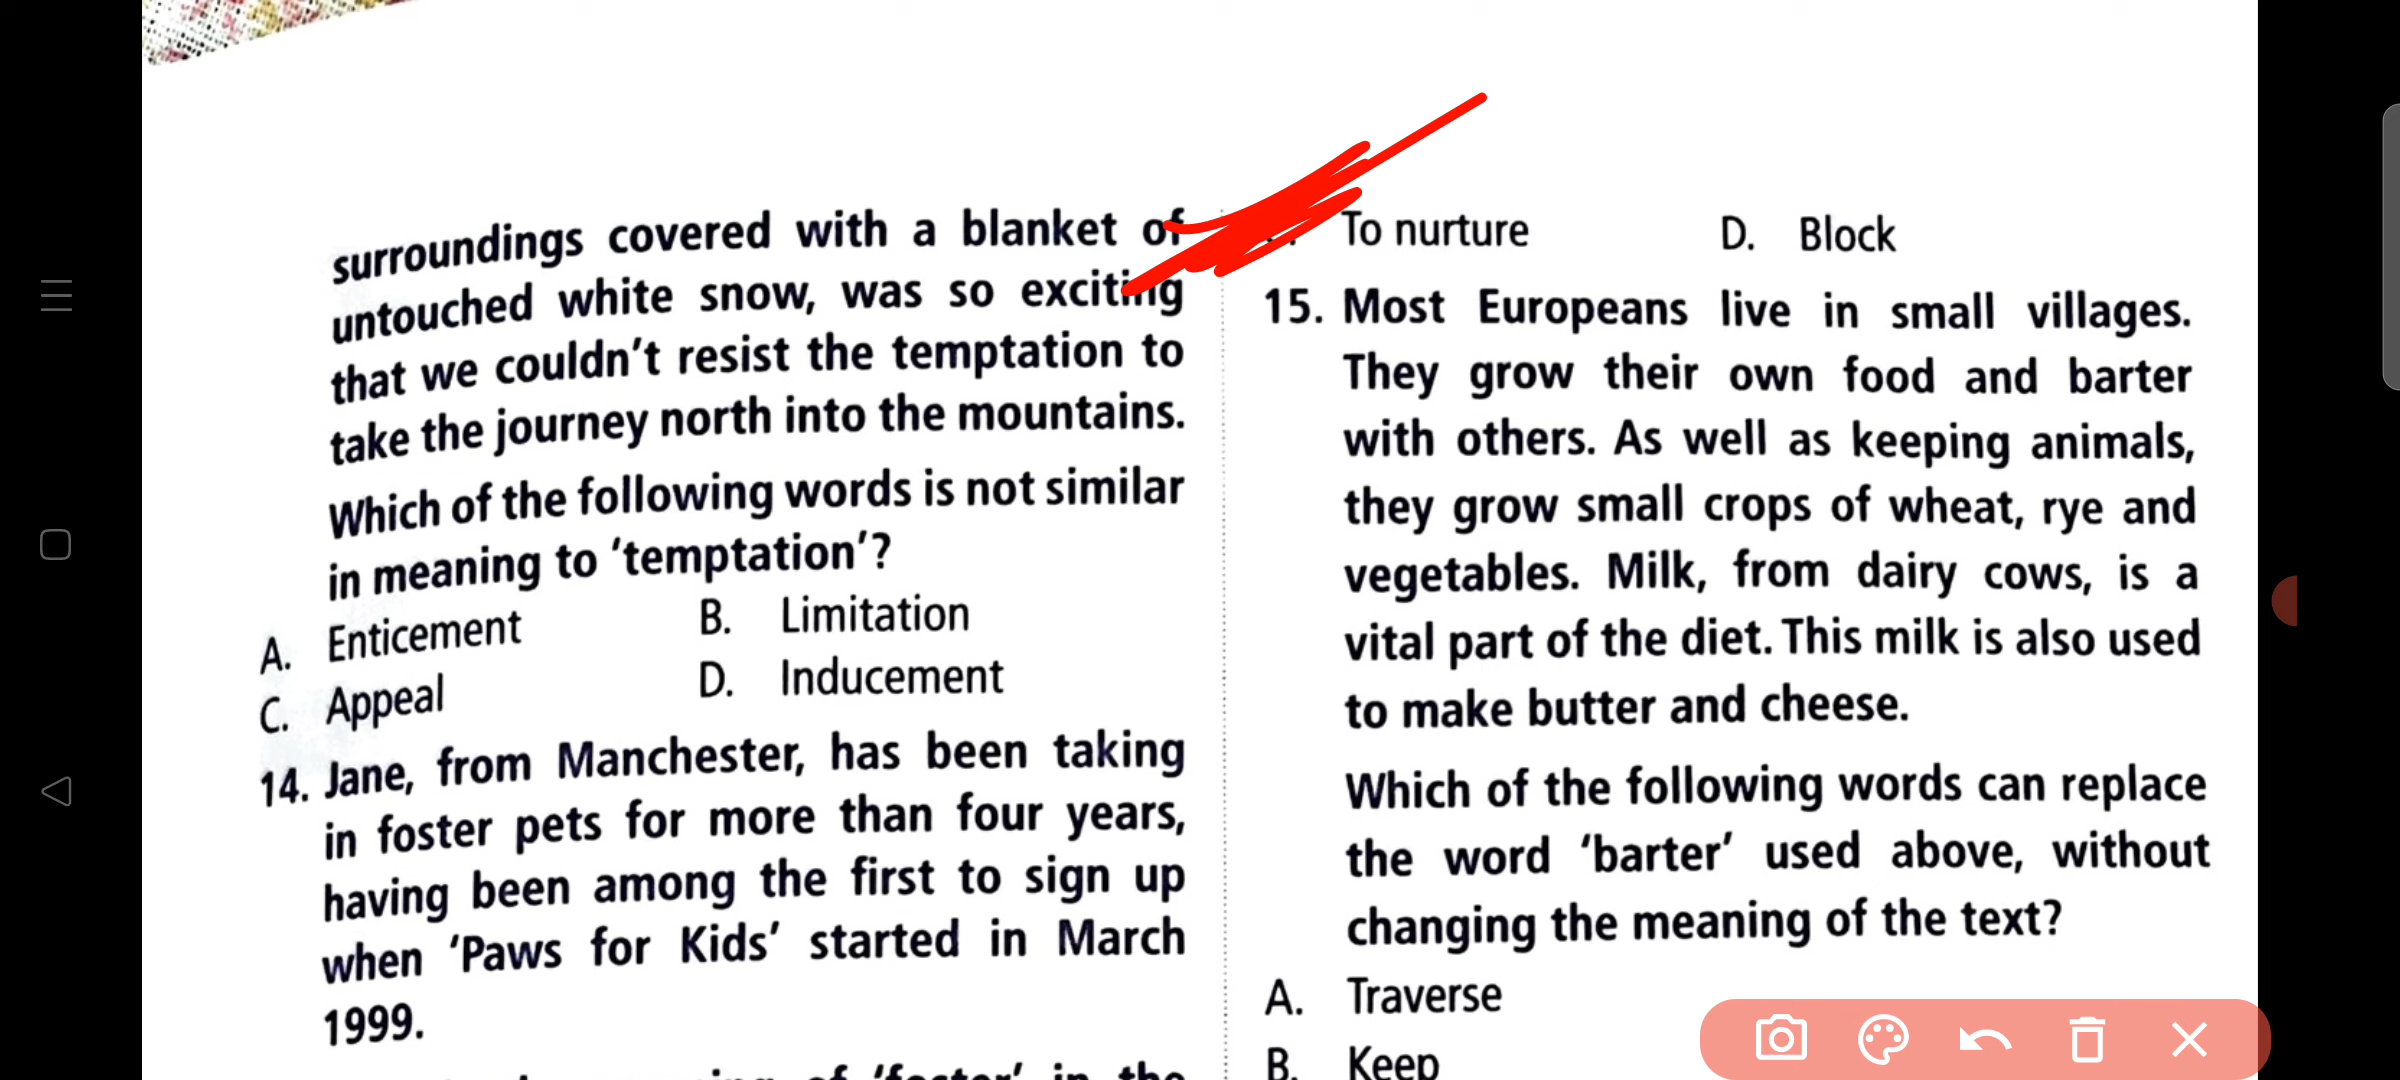 surroundings covered with a blanket of
untouched white snow, was so exciting
that we couldn't resist the temptation to
take the journey north into the mountains.
Which of the following words is not similar
in meaning to 'temptation'?
A. Enticement B. Limitation
C. Appeal D. Inducement
14. Jane, from Manchester, has been taking
in foster pets for more than four years,
having been among the first to sign up
when 'Paws for Kids' started in March
1999.
of 'foster' in the
To nurture D. Block
15. Most Europeans live in small villages.
They grow their own food and barter
with others. As well as keeping animals,
they grow small crops of wheat, rye and
vegetables. Milk, from dairy cows, is a
vital part of the diet. This milk is also used
to make butter and cheese.
Which of the following words can replace
the word 'barter' used above, without
changing the meaning of the text?
A. Traverse
B. Keep